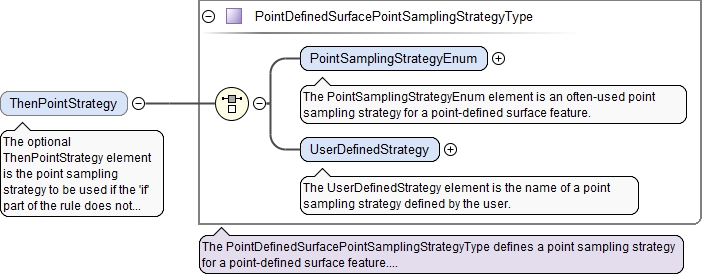 PointDefinedSurfacePointSamplingStrategyType
PointSamplingStrategyEnum
The PointSamplingStrategyEnum element is an often-used point
sampling strategy for a point-defined surface feature.
ThenPointStrategy
The optional
ThenPointStrategy element
is the point sampling
strategy to be used if the 'if'
part of the rule does not...
UserDefinedStrategy
The UserDefinedStrategy element is the name of a point
sampling strategy defined by the user.
The PointDefinedSurfacePointSamplingStrategyType defines a point sampling strategy
for a point-defined surface feature....